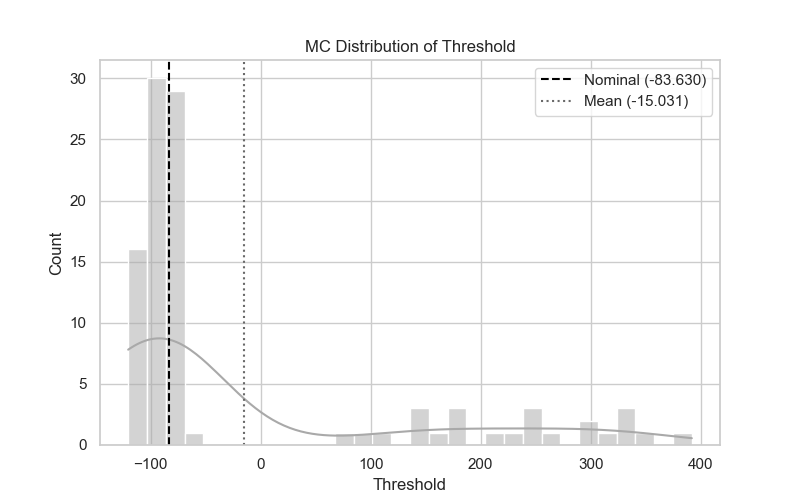 MC Distribution of Threshold
Nominal (-83.630)
Mean (-15.031)
30
25
20
15
10
5
0
Count
−100
0
100
200
300
400
Threshold